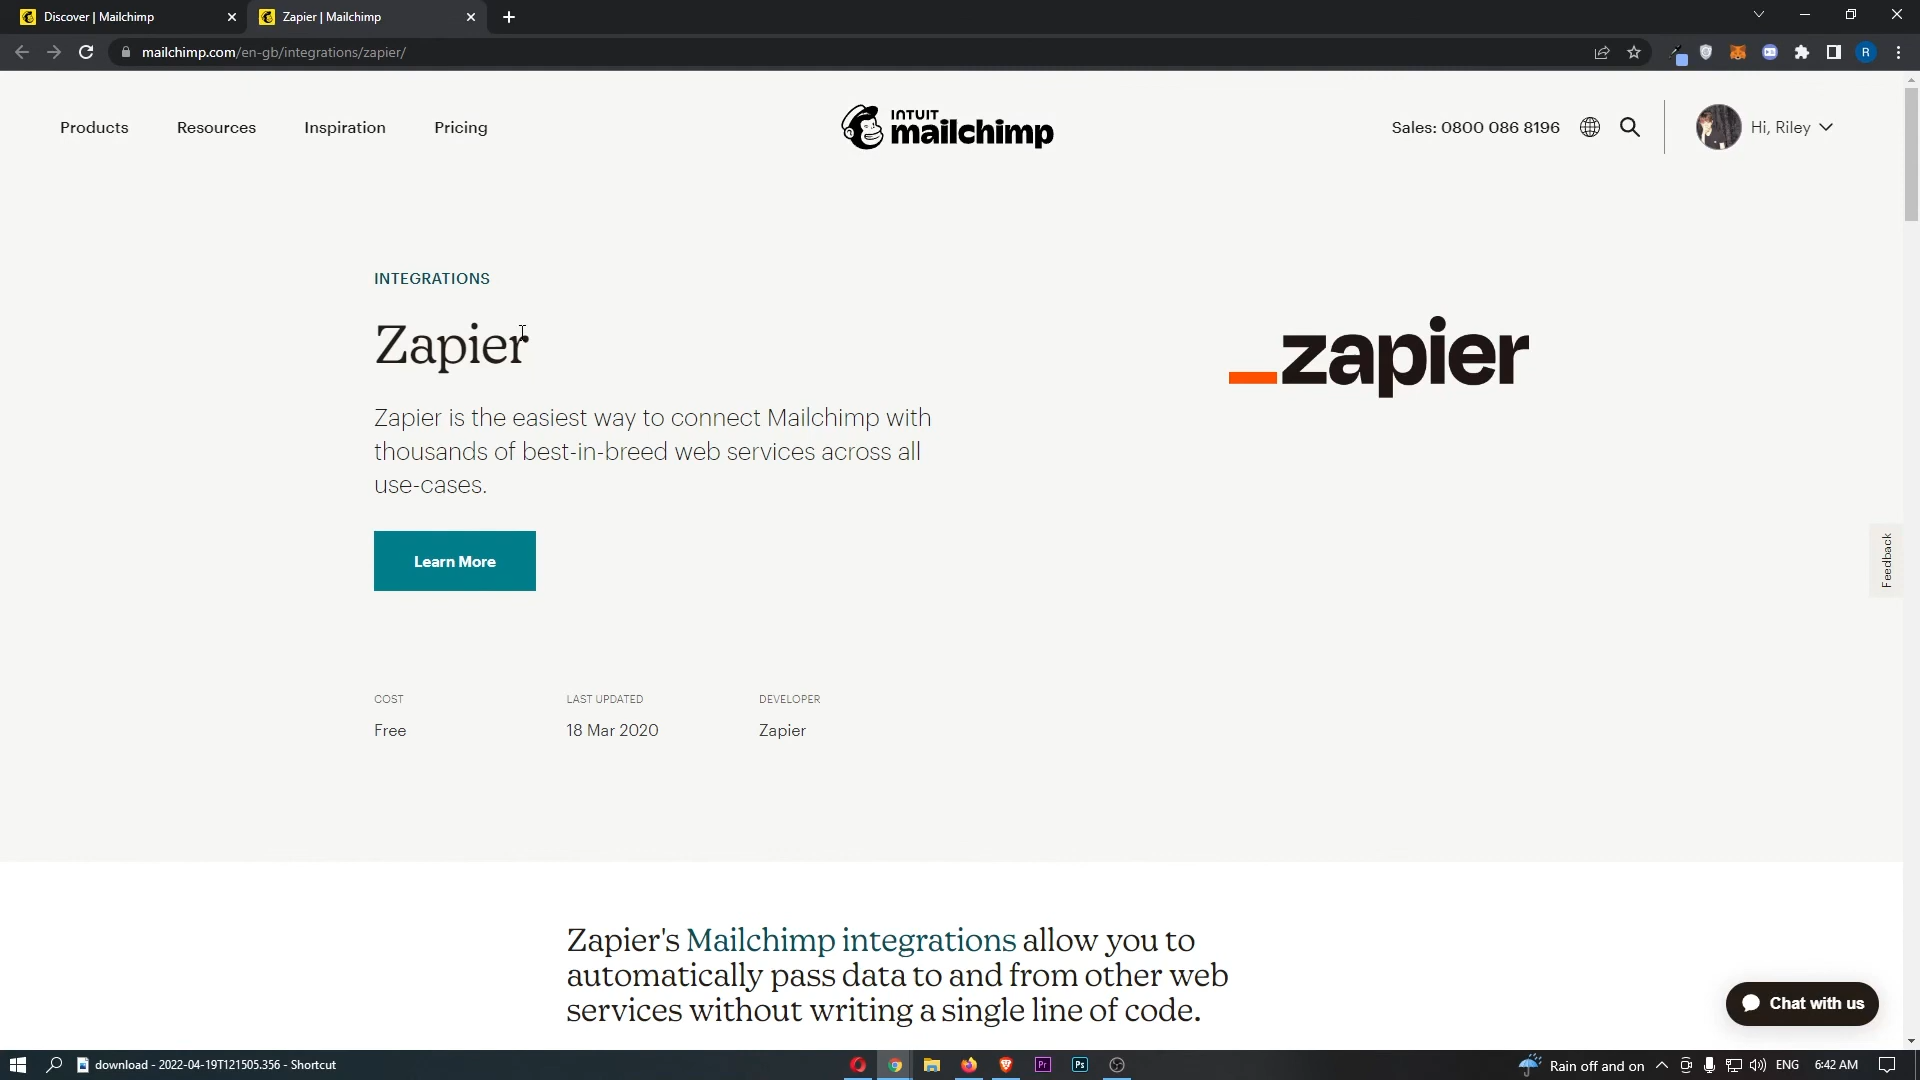 Discover | Mailchimp
Zapier | Mailchimp
mailchimp.com/en-gb/integrations/zapier/
R
Products
Resources
Inspiration
Pricing
INTUIT
mailchimp
Sales: 0800 086 8196
Hi, Riley
INTEGRATIONS
Zapier
zapier
Zapier is the easiest way to connect Mailchimp with
thousands of best-in-breed web services across all
use-cases.
Learn More
Feedback
COST
LAST UPDATED
DEVELOPER
Free
18 Mar 2020
Zapier
Zapier's Mailchimp integrations allow you to
automatically pass data to and from other web
services without writing a single line of code.
Chat with us
download - 2022-04-19T121505.356 - Shortcut
Pr
Ps
Rain off and on
ENG
6:42 AM